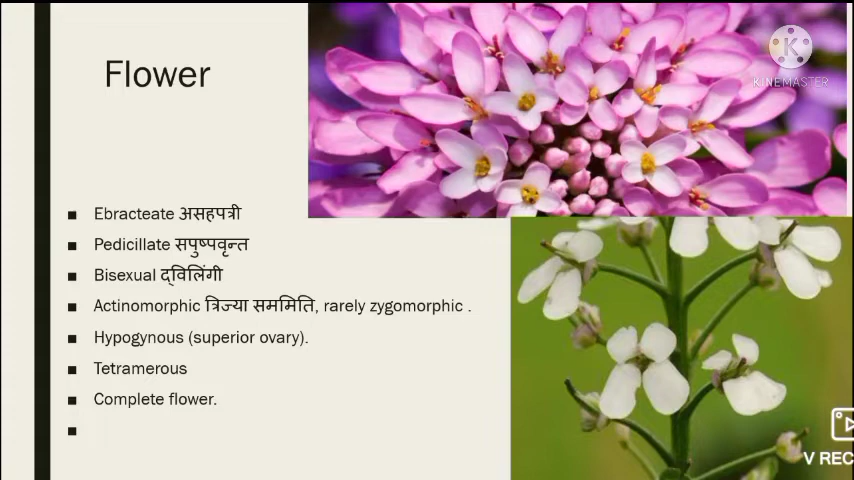 Flower
K
KINEMASTER
Ebracteate असहपत्री
Pedicillate सपुष्पवृन्त
Bisexual द्विलिंगी
Actinomorphic त्रिज्या सममिति, rarely zygomorphic .
Hypogynous (superior ovary).
Tetramerous
Complete flower.
V REC